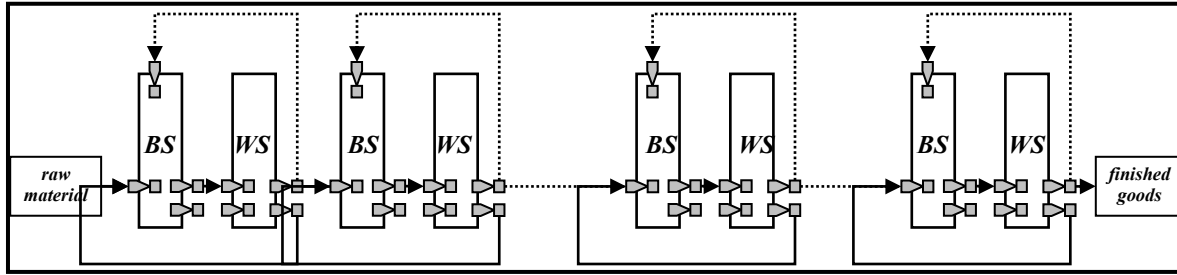 BS WS BS WS BS WS BS WS
raw
material
finished
goods